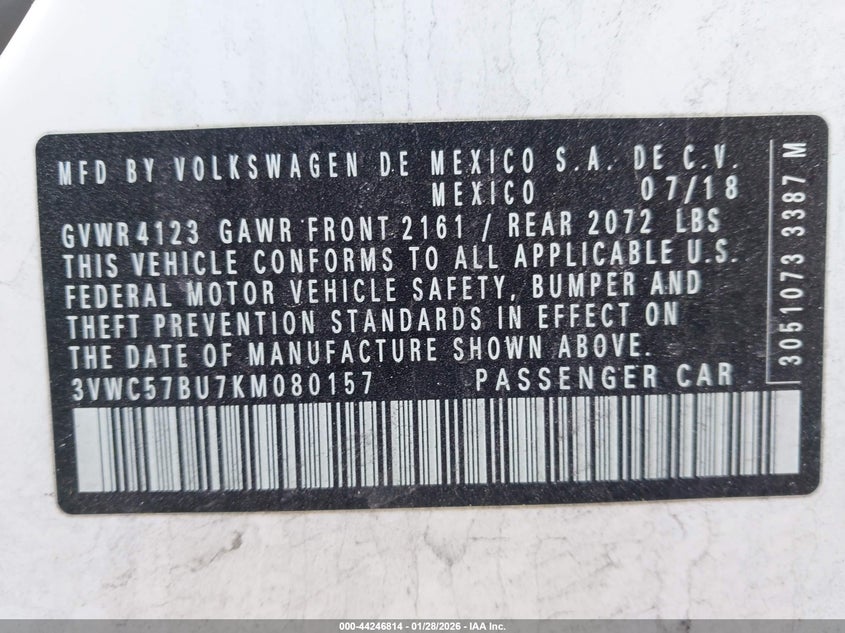 MFD BY VOLKSWAGEN DE MEXICO S.A. DE C.V.
MEXICO 07/18
GVWR 4123 GAWR FRONT 2161 / REAR 2072 LBS
THIS VEHICLE CONFORMS TO ALL APPLICABLE U.S.
FEDERAL MOTOR VEHICLE SAFETY, BUMPER AND
THEFT PREVENTION STANDARDS IN EFFECT ON
THE DATE OF MANUFACTURE SHOWN ABOVE.
3VWC57BU7KM080157 PASSENGER CAR
3051073 3387 M
000-44246814 - 01/28/2026 - IAA Inc.